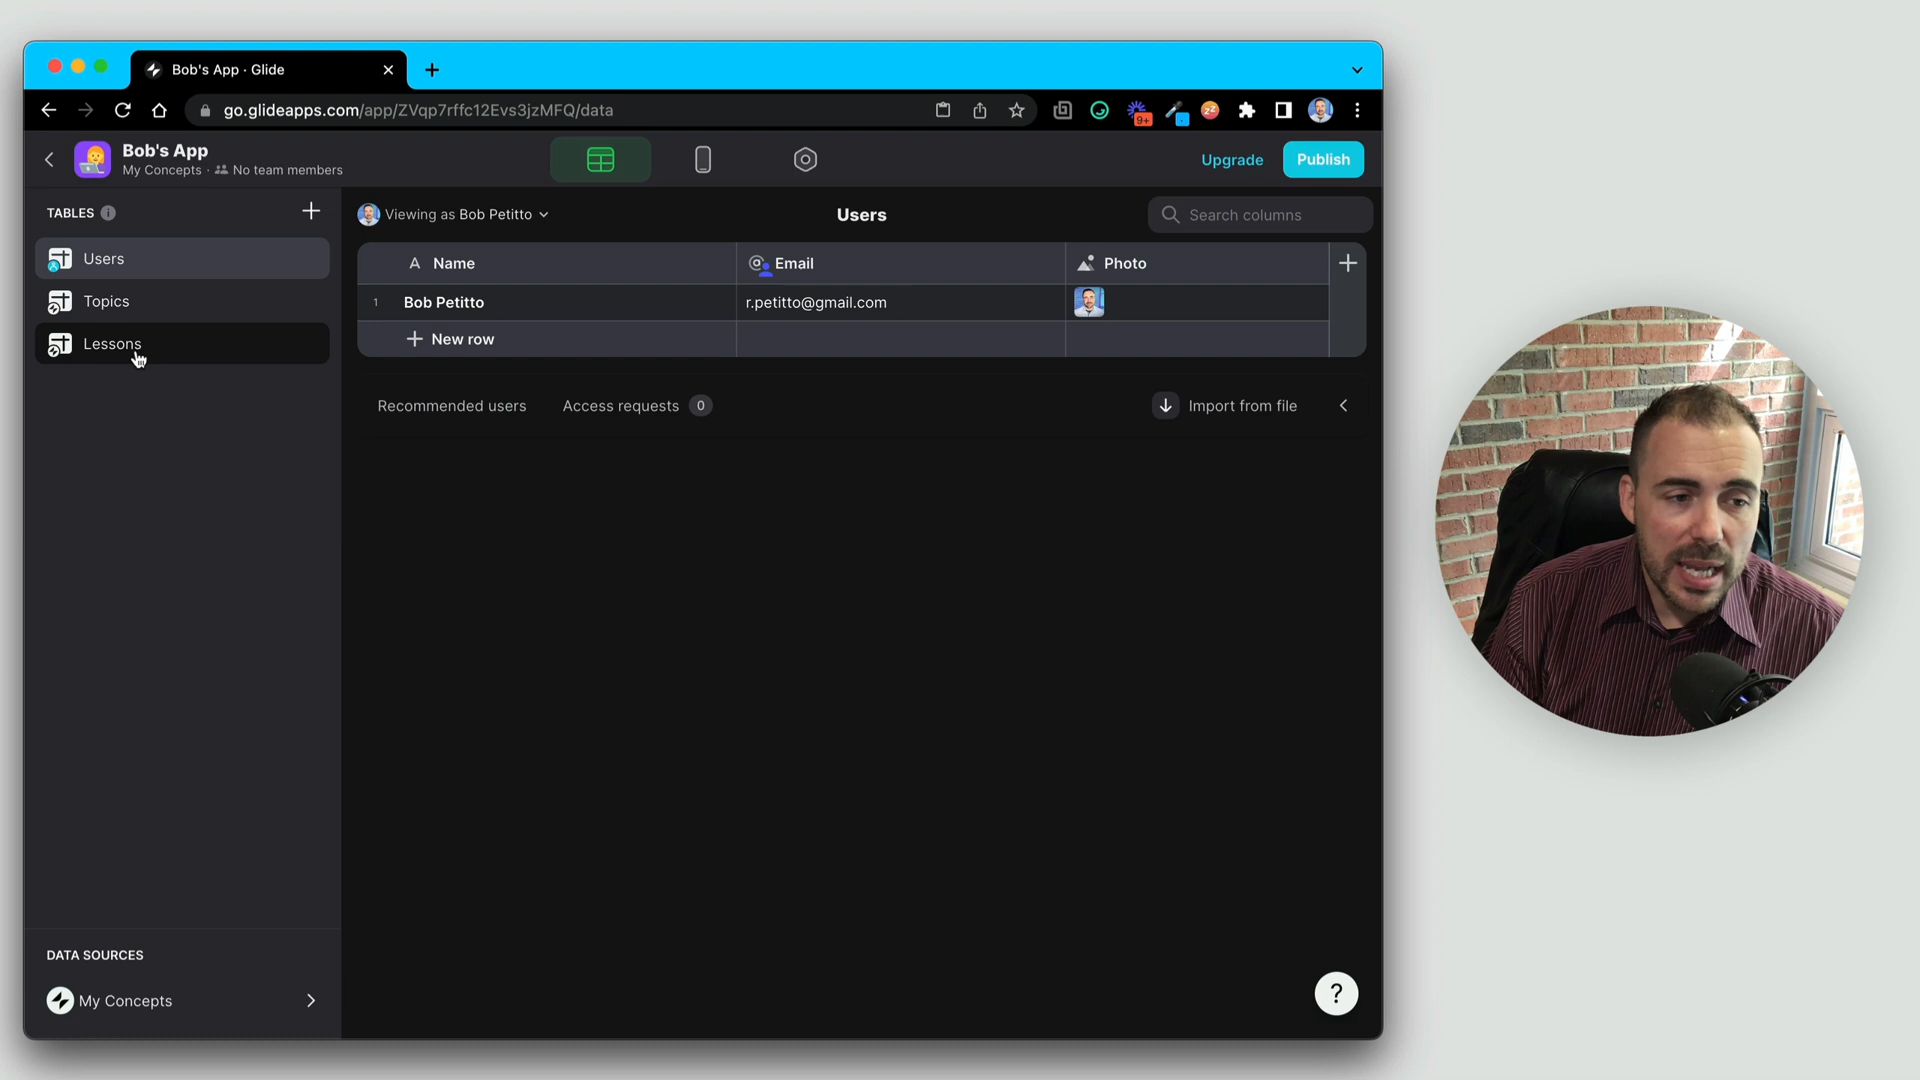 Bob's App · Glide
go.glideapps.com/app/ZVqp7rffc12Evs3jzMFQ/data
9+
zZ
Bob's App
My Concepts · No team members
Upgrade
Publish
TABLES
Viewing as Bob Petitto
Users
Search columns
Users
Topics
Lessons
Name
Email
Photo
1
Bob Petitto
r.petitto@gmail.com
New row
Recommended users
Access requests 0
Import from file
DATA SOURCES
My Concepts
?